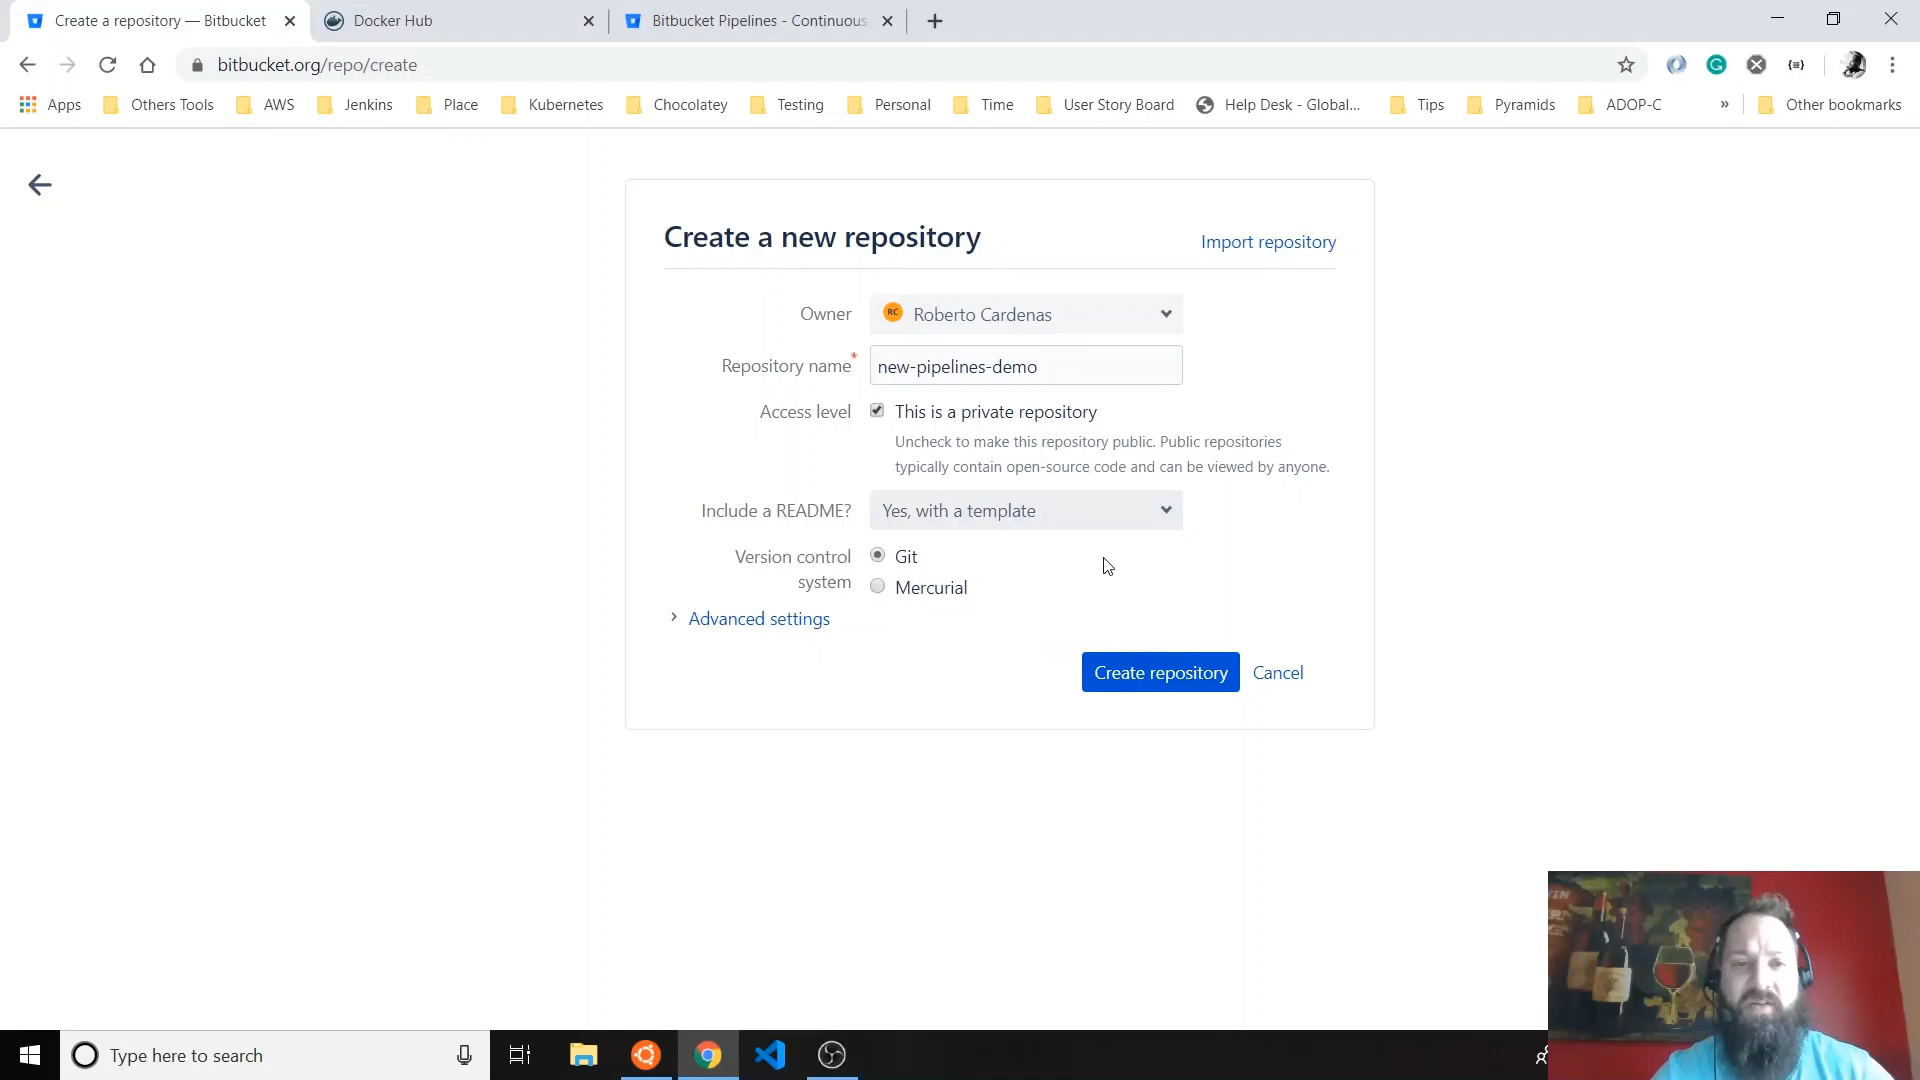 Create a repository — Bitbucket
Docker Hub
Bitbucket Pipelines - Continuous
bitbucket.org/repo/create
Apps
Others Tools
AWS
Jenkins
Place
Kubernetes
Chocolatey
Testing
Personal
Time
User Story Board
Help Desk - Global...
Tips
Pyramids
ADOP-C
»
Other bookmarks
Create a new repository
Import repository
Owner
RC
Roberto Cardenas
Repository name*
new-pipelines-demo
Access level
This is a private repository
Uncheck to make this repository public. Public repositories
typically contain open-source code and can be viewed by anyone.
Include a README?
Yes, with a template
Version control
system
Git
Mercurial
Advanced settings
Create repository
Cancel
Type here to search